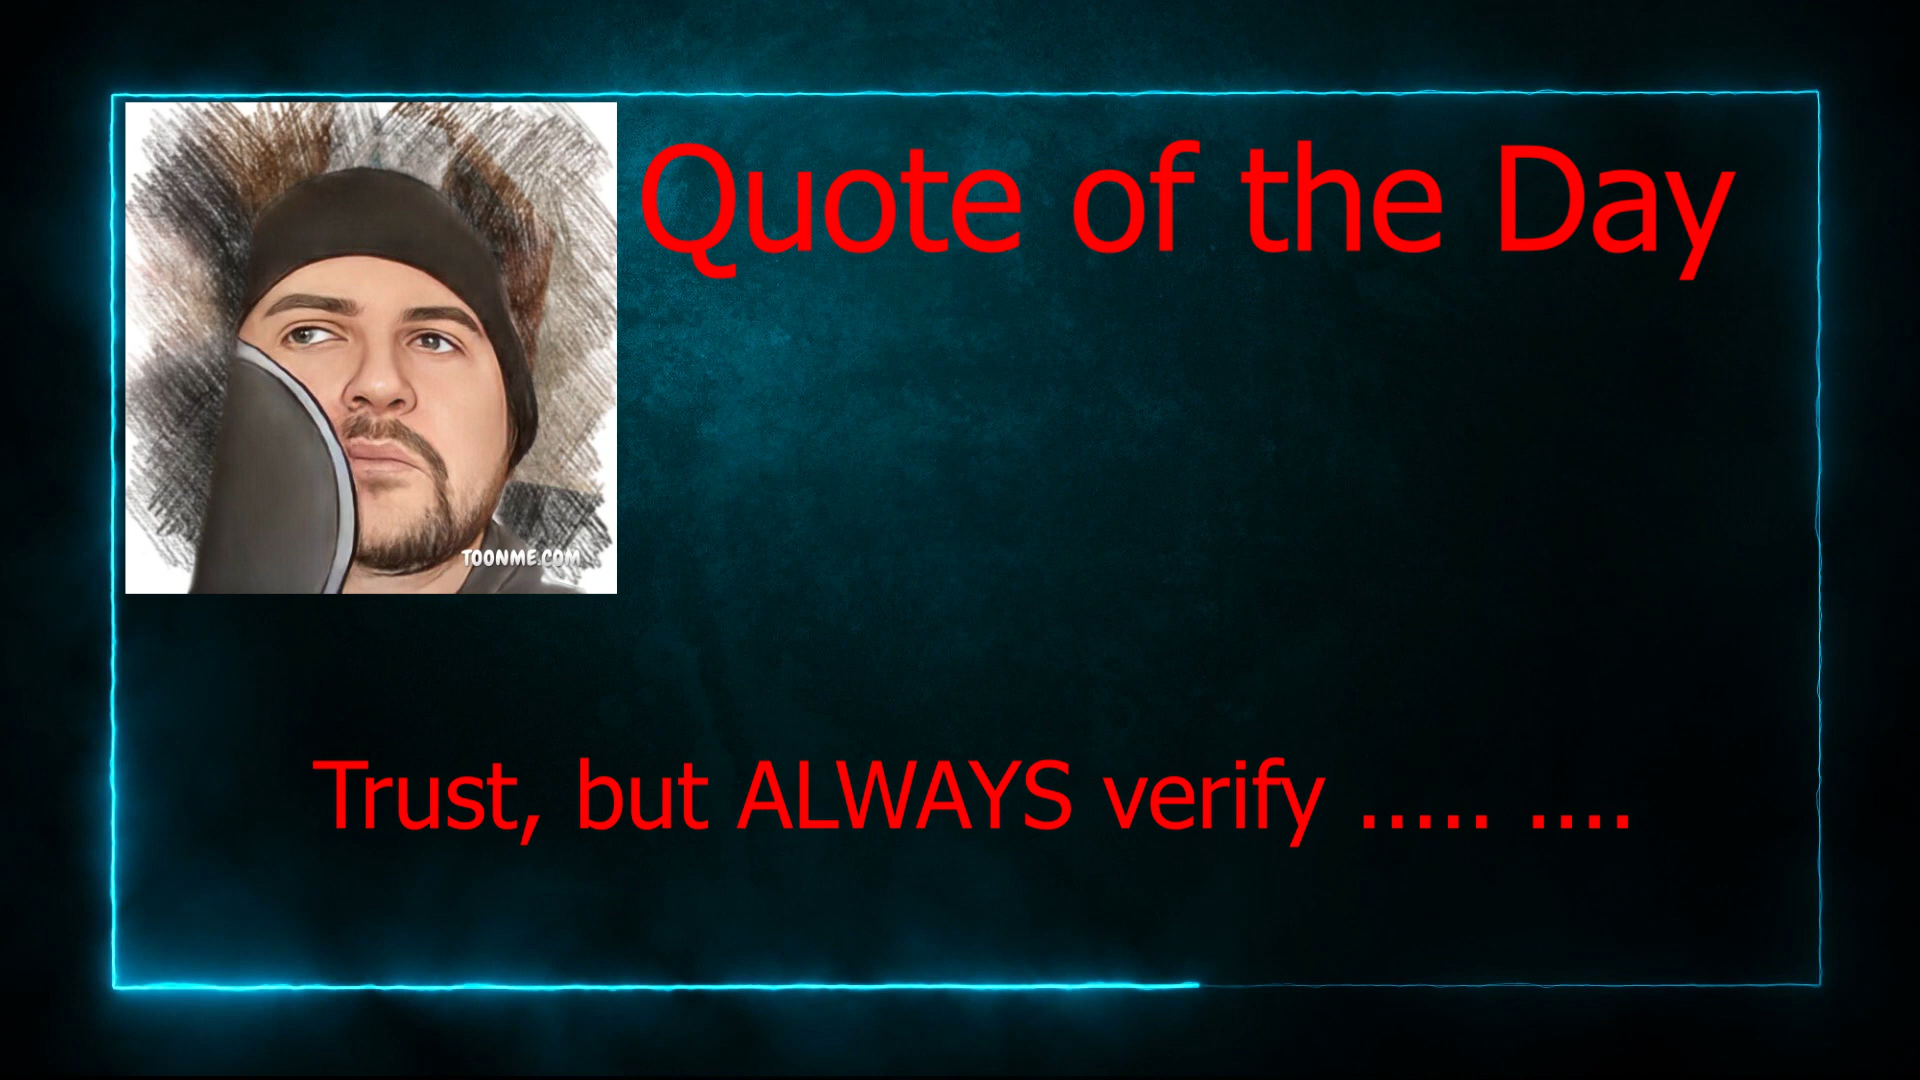 Quote of the Day
TOONME.COM
Trust, but ALWAYS verify ..... ....